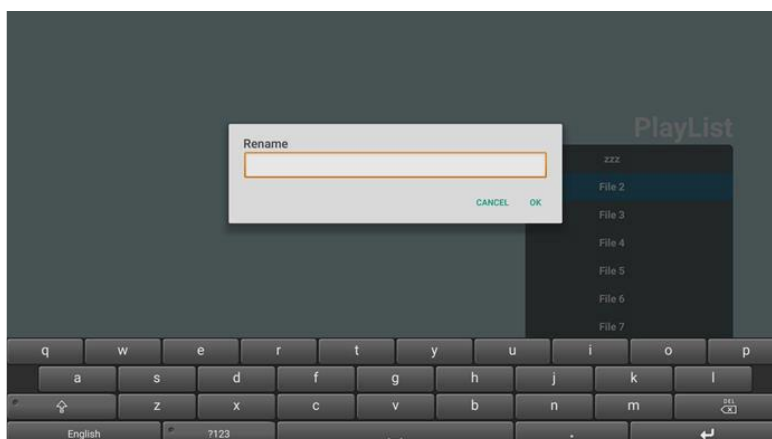 PlayList
Rename
zzz
File 2
CANCEL OK
File 3
File 4
File 5
File 6
File 7
q w e r t y u i o p
a s d f g h j k l
z x c v b n m DEL
English ?123 .